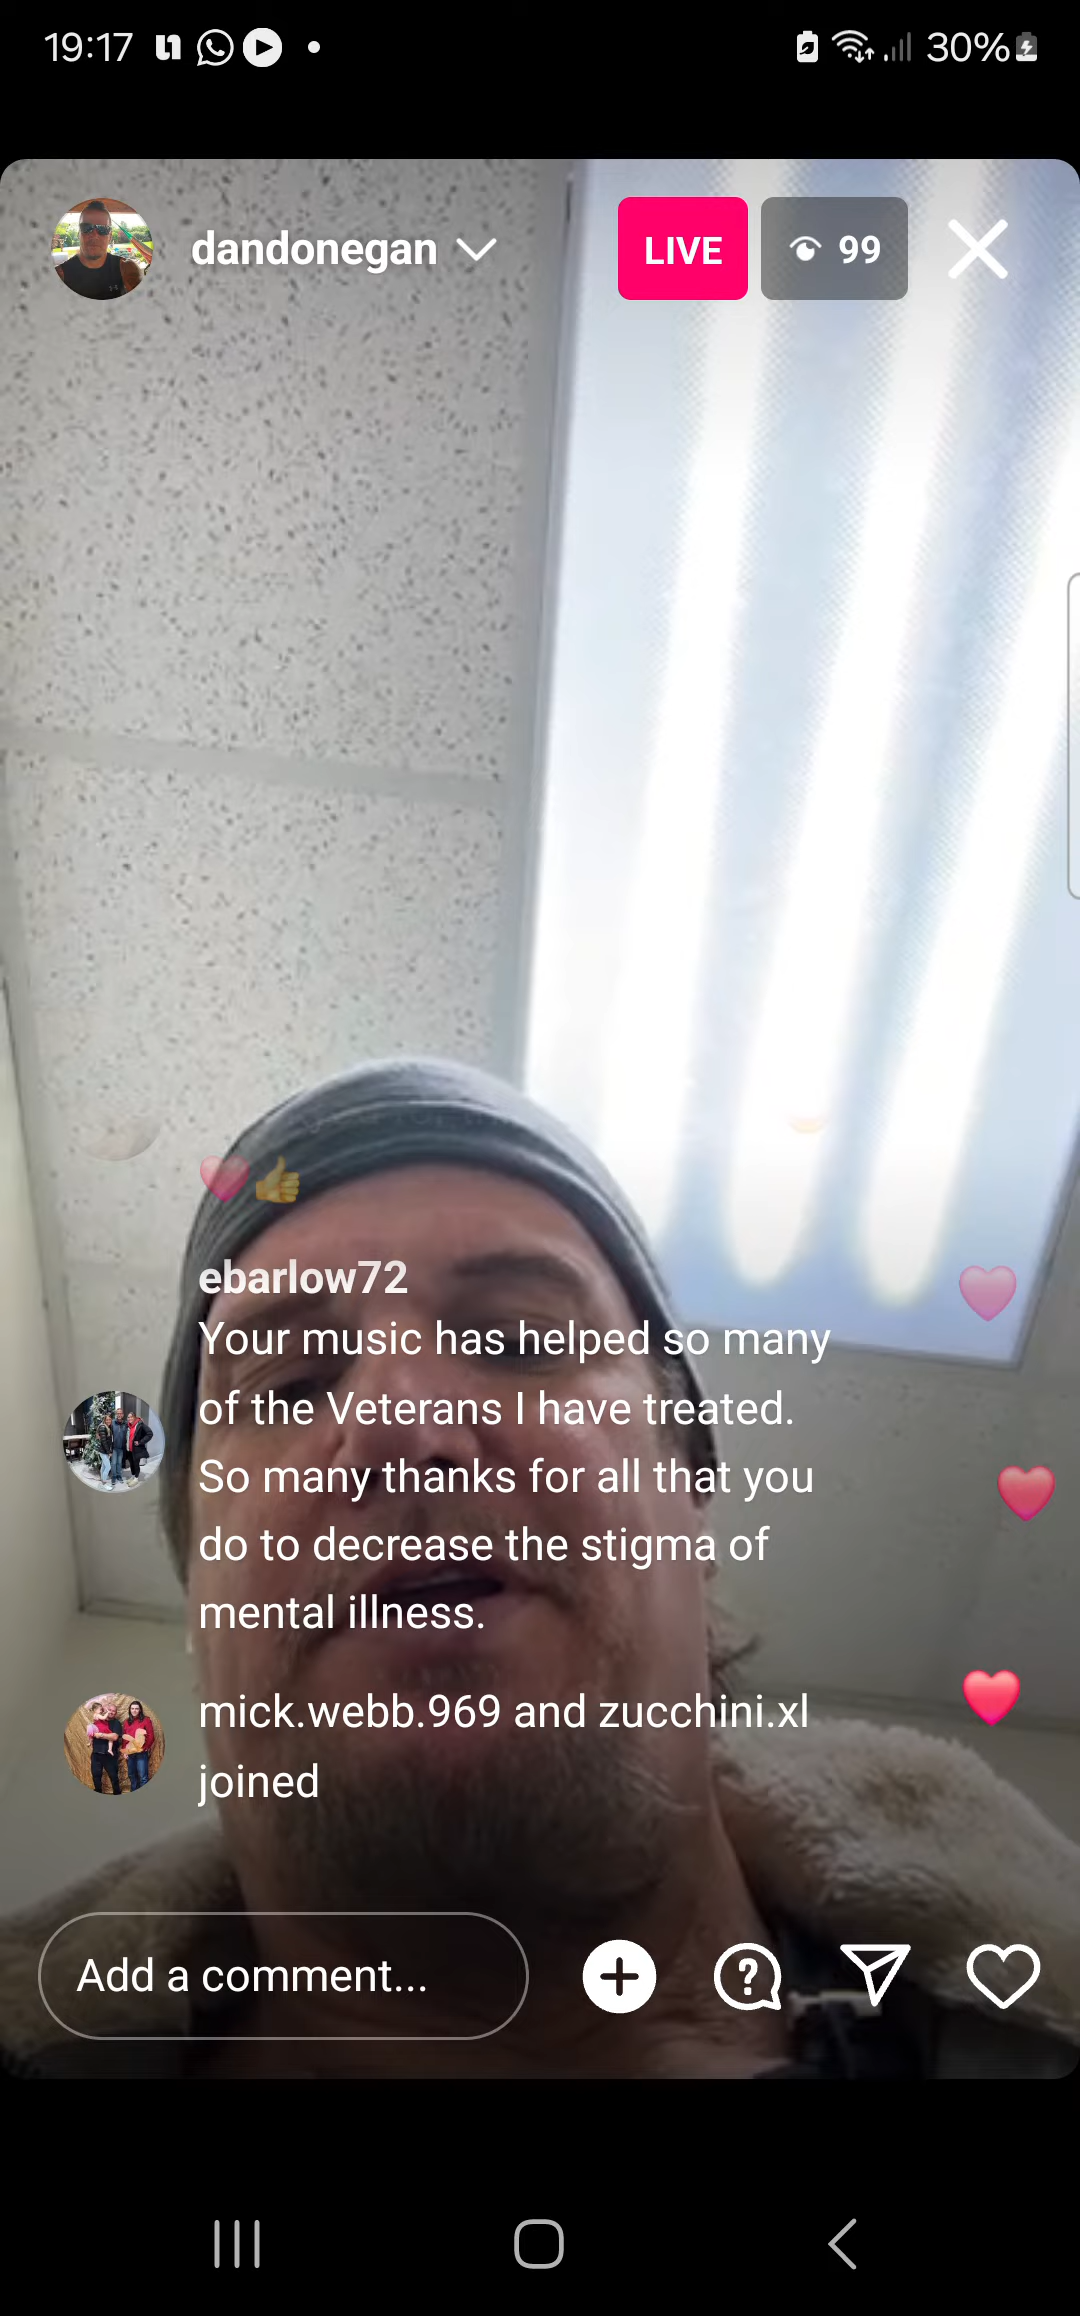 19:17
30%
dandonegan
LIVE
99
ebarlow72
Your music has helped so many
of the Veterans I have treated.
So many thanks for all that you
do to decrease the stigma of
mental illness.
mick.webb.969 and zucchini.xl
joined
Add a comment...